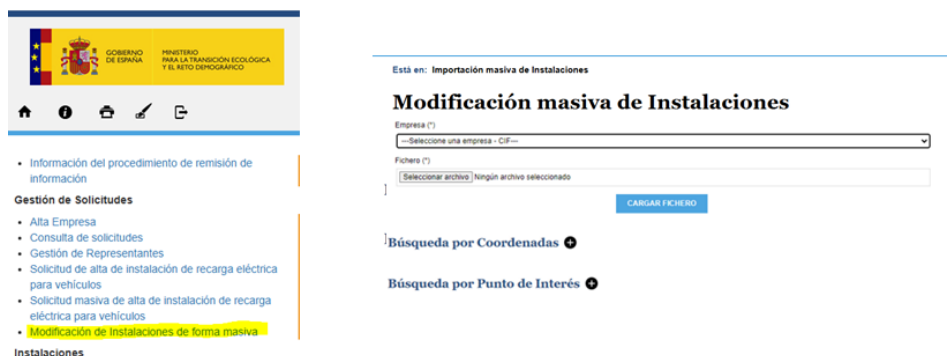 GOBIERNO
DE ESPAÑA
MINISTERIO
PARA LA TRANSICIÓN ECOLÓGICA
Y EL RETO DEMOGRÁFICO
Información del procedimiento de remisión de
información
Gestión de Solicitudes
Alta Empresa
Consulta de solicitudes
Gestión de Representantes
Solicitud de alta de instalación de recarga eléctrica
para vehículos
Solicitud masiva de alta de instalación de recarga
eléctrica para vehículos
Modificación de Instalaciones de forma masiva
Instalaciones
Está en: Importación masiva de Instalaciones
Modificación masiva de Instalaciones
Empresa (*)
---Seleccione una empresa - CIF---
Fichero (*)
Seleccionar archivo Ningún archivo seleccionado
CARGAR FICHERO
Búsqueda por Coordenadas
Búsqueda por Punto de Interés